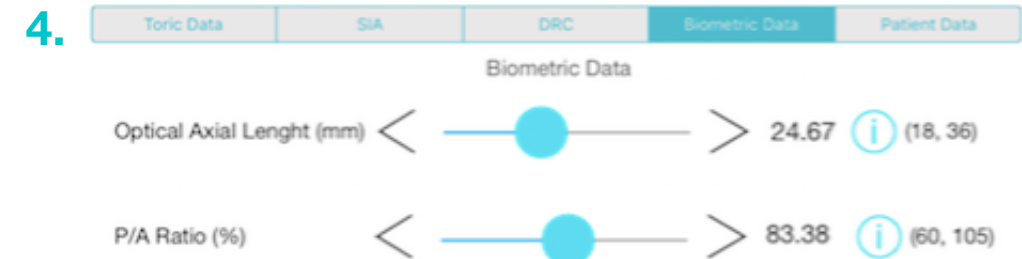 4.
Toric Data SIA DRC Biometric Data Patient Data
Biometric Data
Optical Axial Lenght (mm) 24.67 i (18, 36)
P/A Ratio (%) 83.38 i (60, 105)